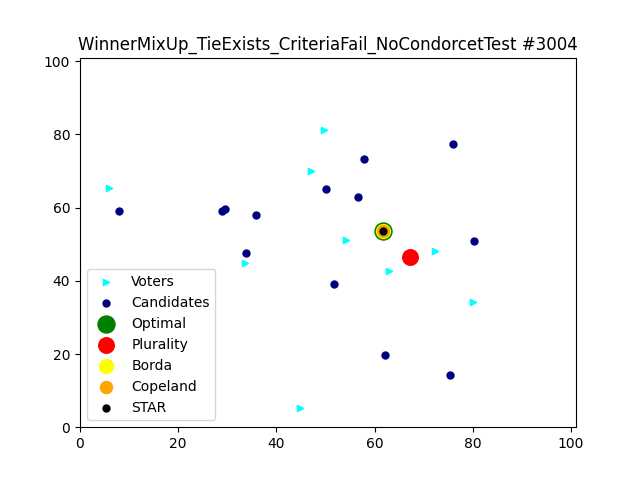 WinnerMixUp_TieExists_CriteriaFail_NoCondorcetTest #3004
100
80
60
40
20
0
Voters
Candidates
Optimal
Plurality
Borda
Copeland
STAR
0 20 40 60 80 100